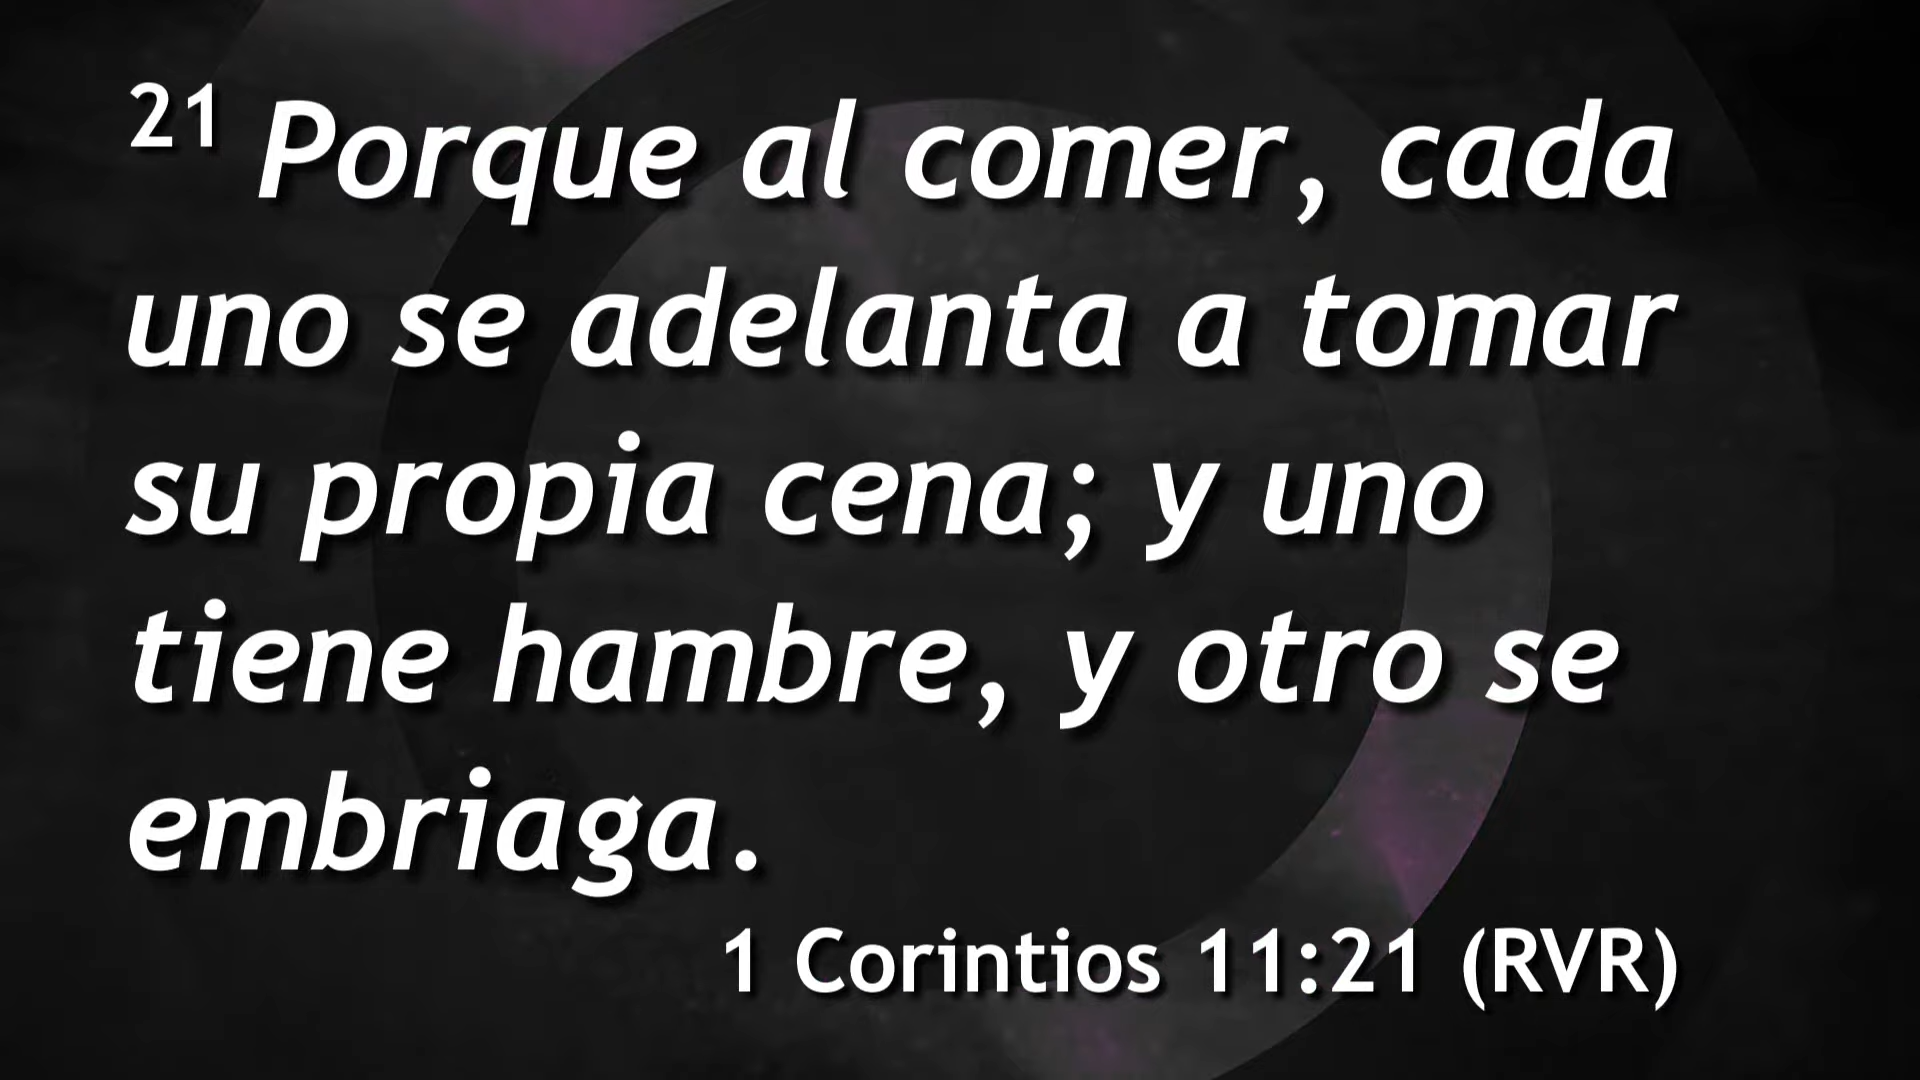 21 Porque al comer, cada
uno se adelanta a tomar
su propia cena; y uno
tiene hambre, y otro se
embriaga.
1 Corintios 11:21 (RVR)